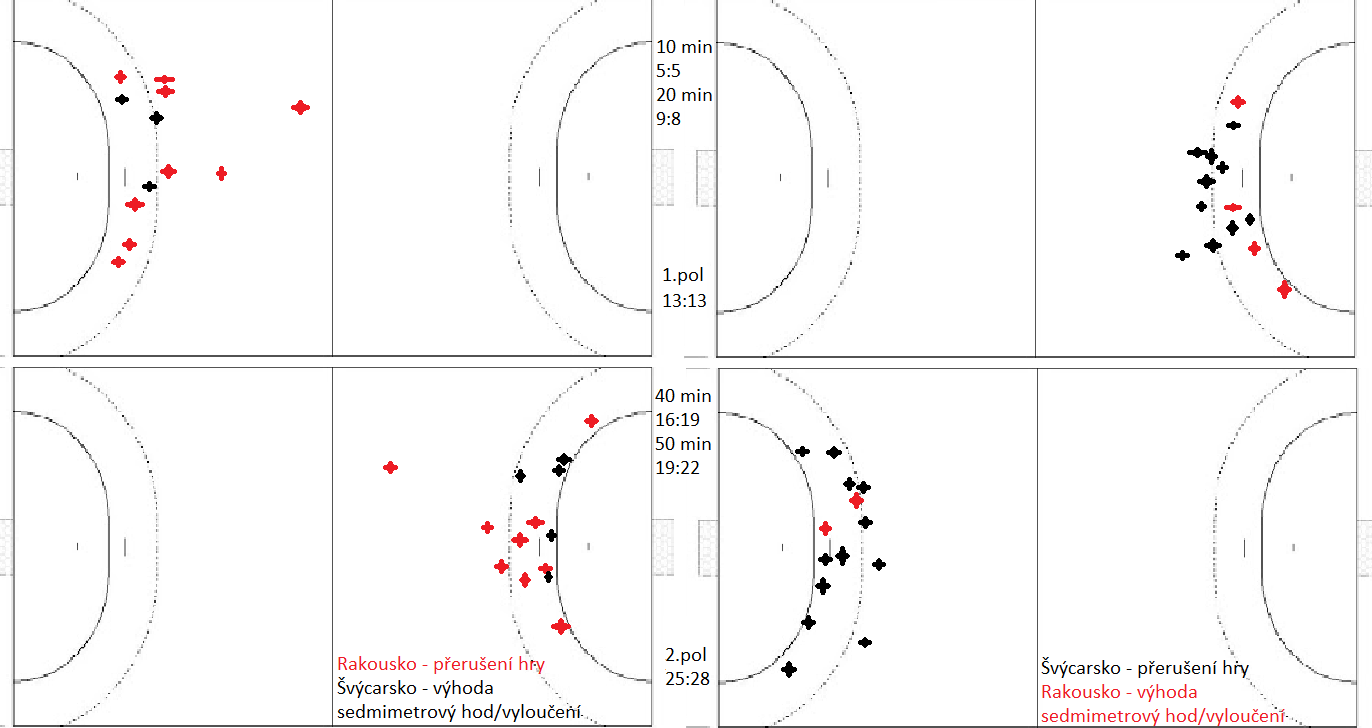 10 min
5:5
20 min
9:8
1.pol
13:13
40 min
16:19
50 min
19:22
2.pol
25:28
Rakousko - přerušení hry
Švýcarsko - výhoda
sedmimetrový hod/vyloučení
Švýcarsko - přerušení hry
Rakousko - výhoda
sedmimetrový hod/vyloučení